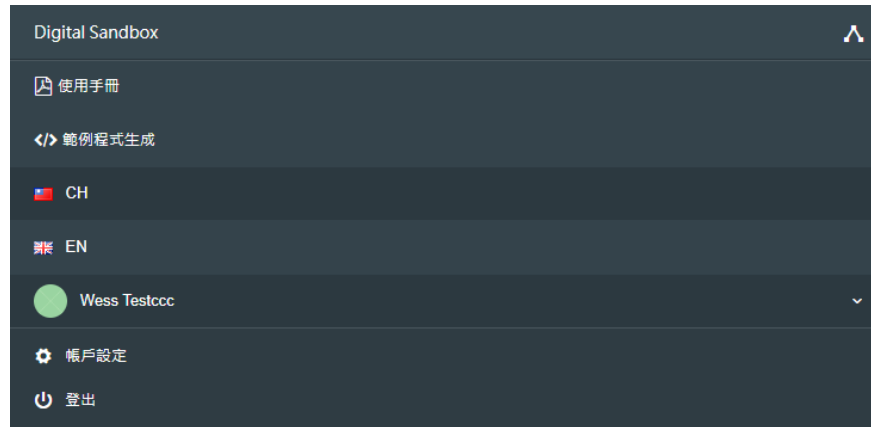 Digital Sandbox
使用手冊
</> 範例程式生成
CH
EN
Wess Testccc
帳戶設定
登出